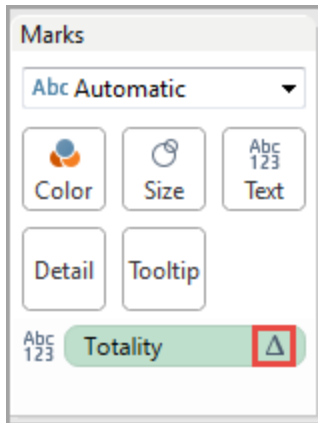 Marks
Abc Automatic
Color Size Abc 123 Text
Detail Tooltip
Abc 123 Totality Δ